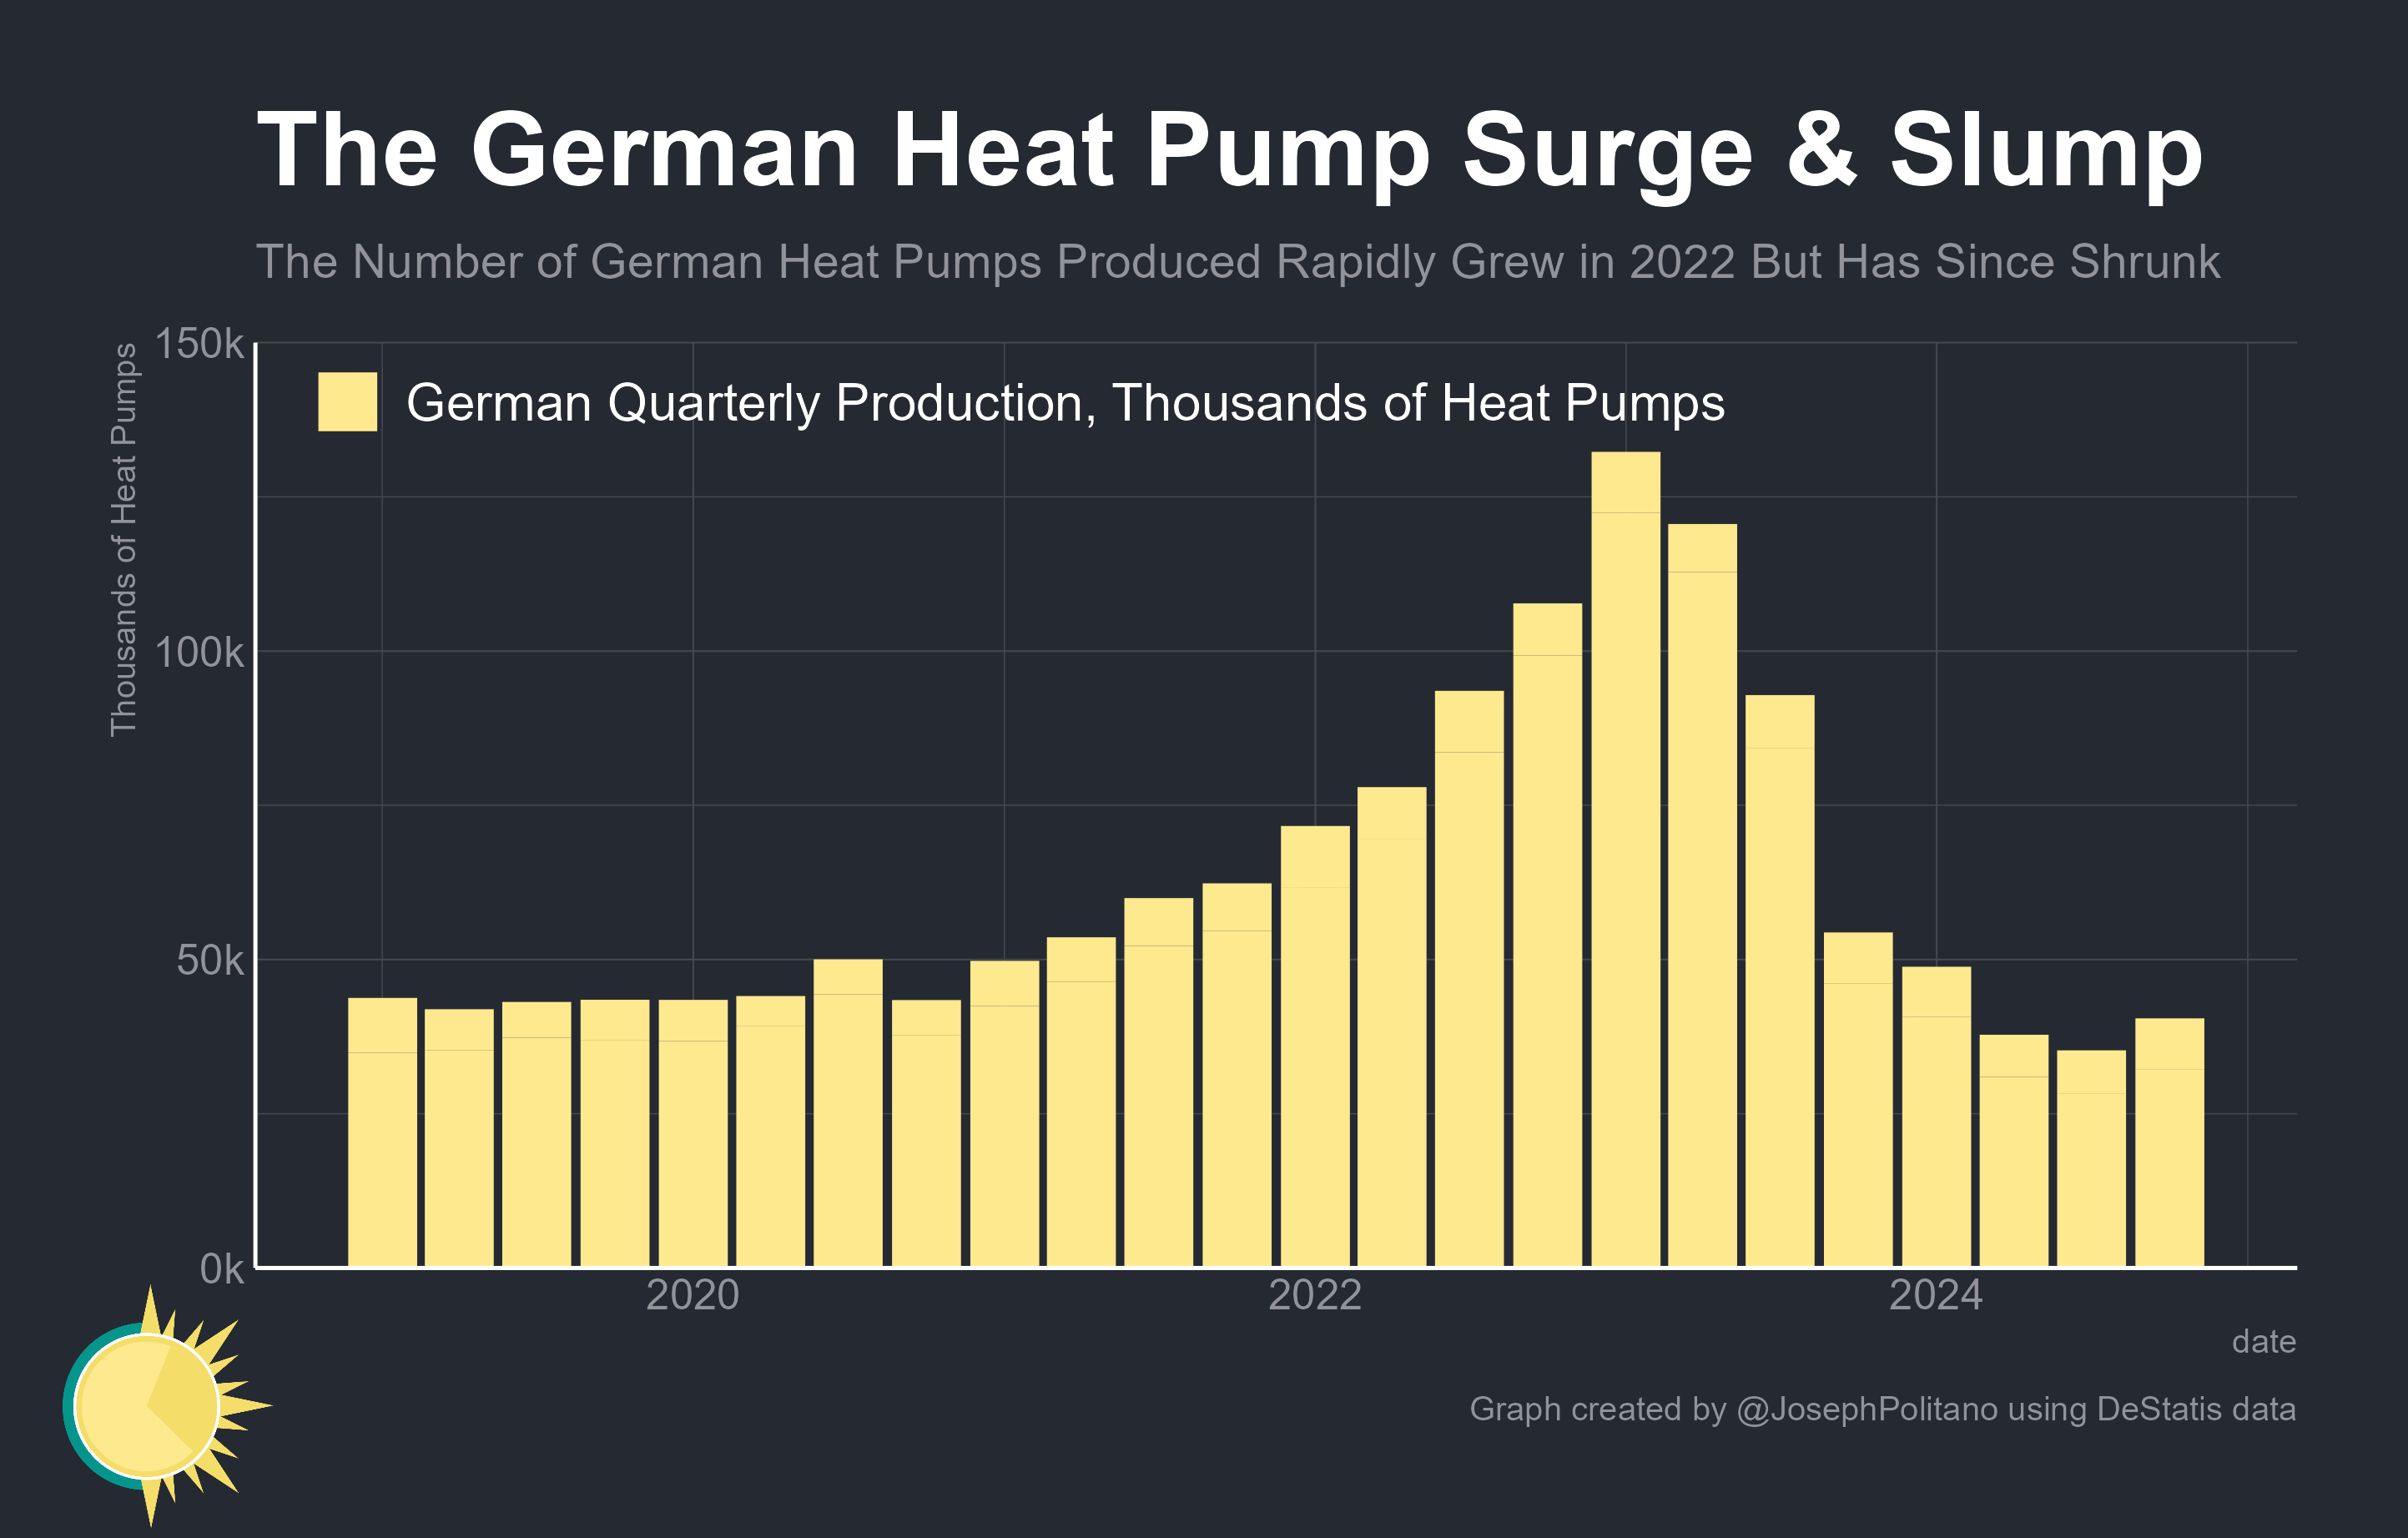 The German Heat Pump Surge & Slump
The Number of German Heat Pumps Produced Rapidly Grew in 2022 But Has Since Shrunk
Thousands of Heat Pumps
150k
German Quarterly Production, Thousands of Heat Pumps
100k
50k
0k
2020 2022 2024
date
Graph created by @JosephPolitano using DeStatis data